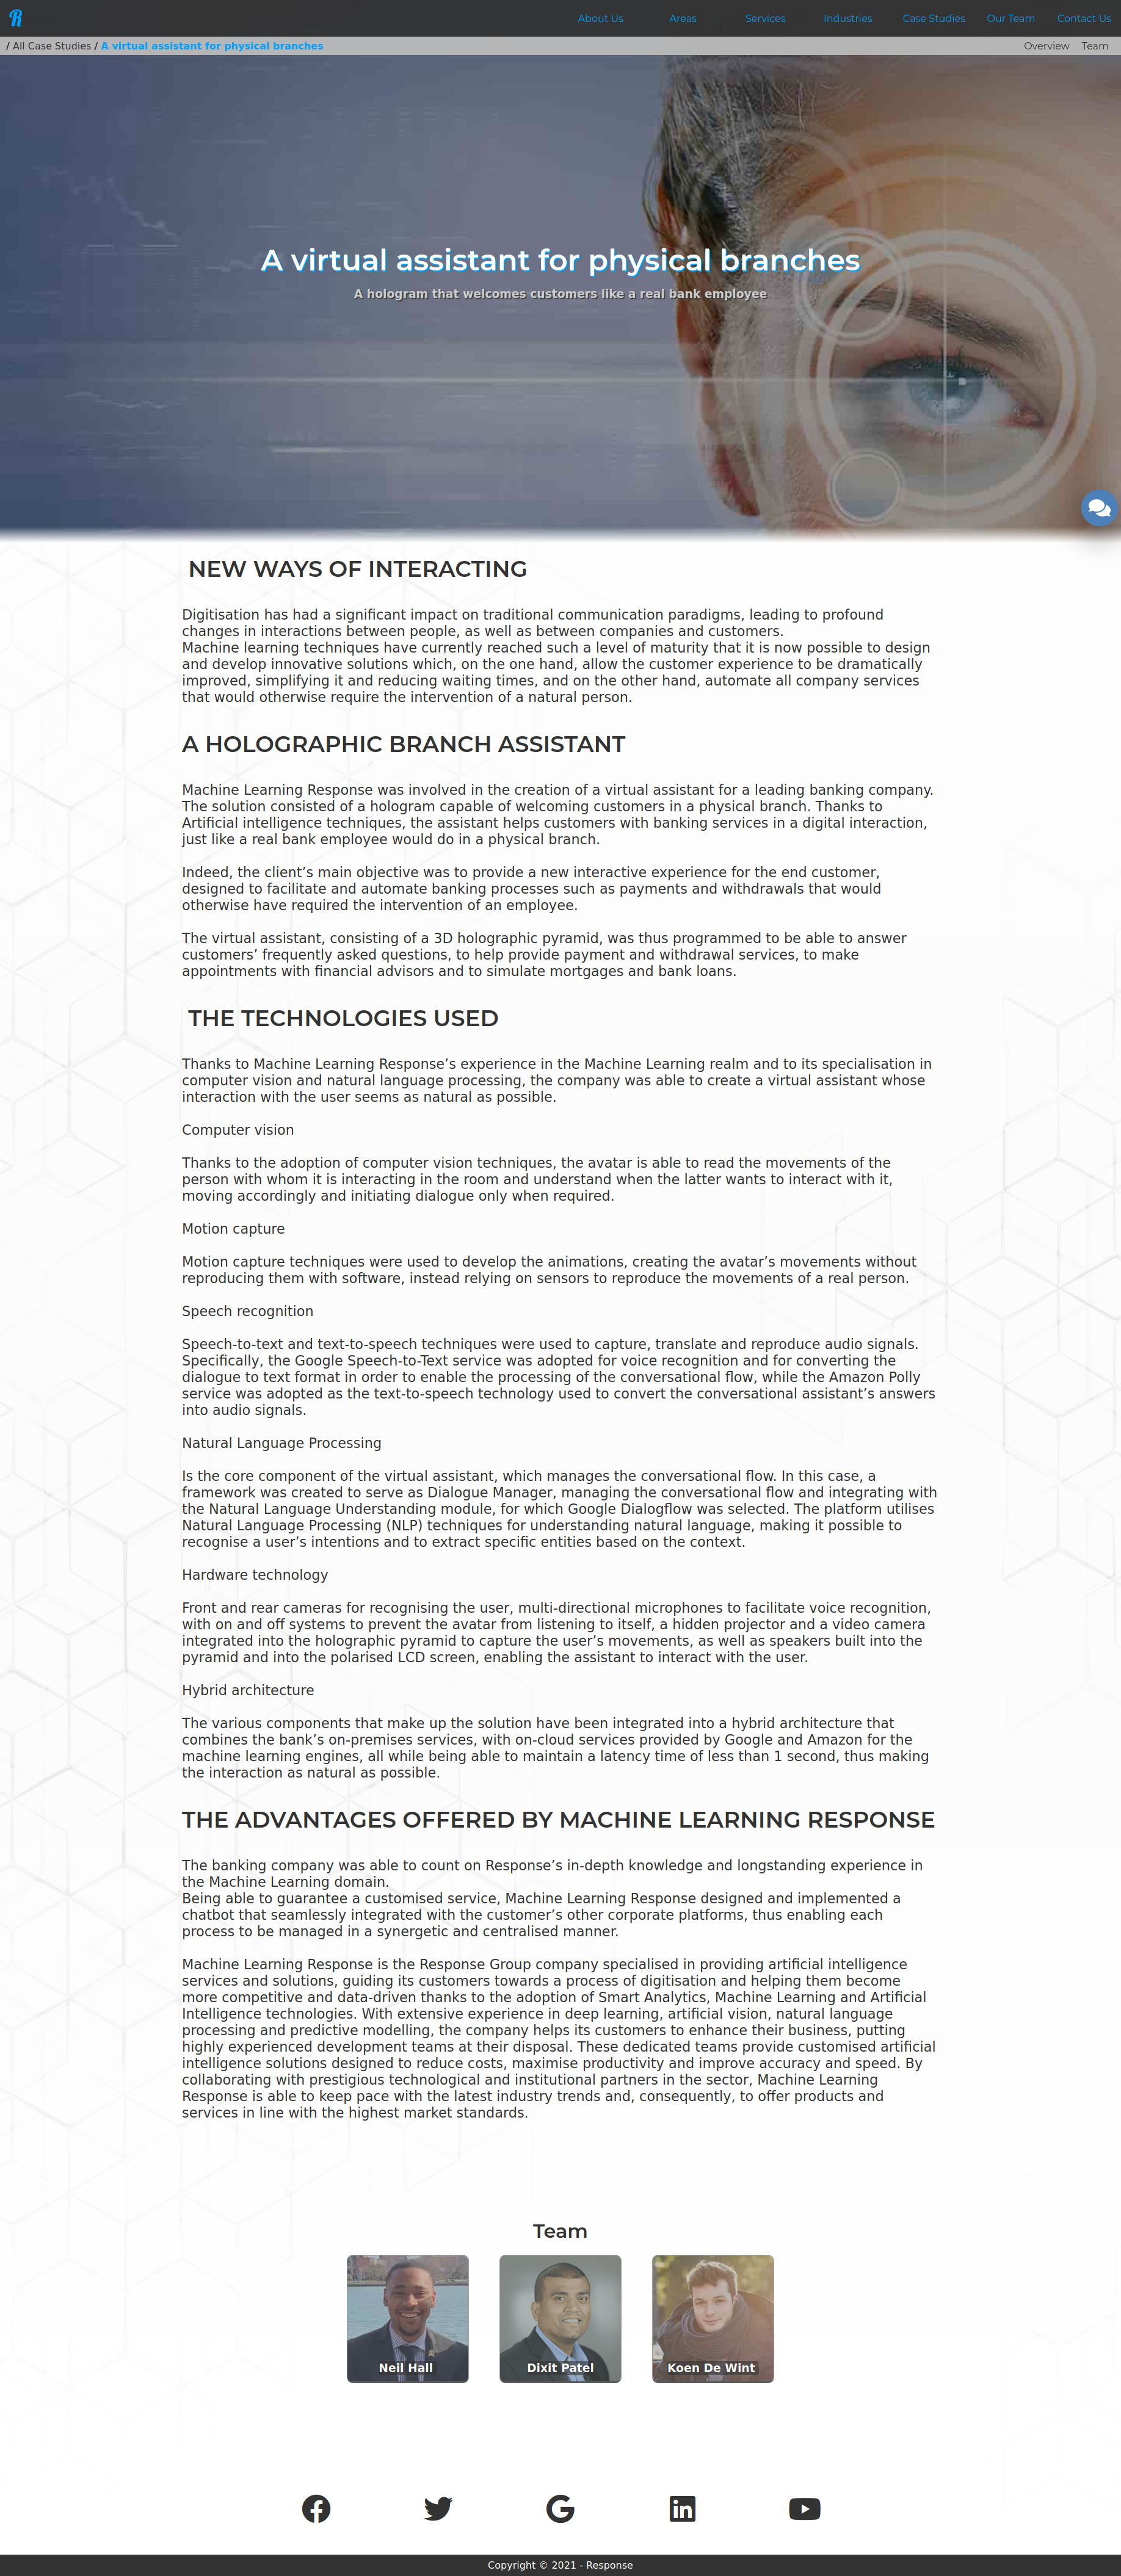 R
About Us
Areas
Services
Industries
Case Studies
Our Team
Contact Us
/ All Case Studies / A virtual assistant for physical branches
Overview
Team
A virtual assistant for physical branches
A hologram that welcomes customers like a real bank employee
NEW WAYS OF INTERACTING
Digitisation has had a significant impact on traditional communication paradigms, leading to profound
changes in interactions between people, as well as between companies and customers.
Machine learning techniques have currently reached such a level of maturity that it is now possible to design
and develop innovative solutions which, on the one hand, allow the customer experience to be dramatically
improved, simplifying it and reducing waiting times, and on the other hand, automate all company services
that would otherwise require the intervention of a natural person.
A HOLOGRAPHIC BRANCH ASSISTANT
Machine Learning Response was involved in the creation of a virtual assistant for a leading banking company.
The solution consisted of a hologram capable of welcoming customers in a physical branch. Thanks to
Artificial intelligence techniques, the assistant helps customers with banking services in a digital interaction,
just like a real bank employee would do in a physical branch.
Indeed, the client’s main objective was to provide a new interactive experience for the end customer,
designed to facilitate and automate banking processes such as payments and withdrawals that would
otherwise have required the intervention of an employee.
The virtual assistant, consisting of a 3D holographic pyramid, was thus programmed to be able to answer
customers’ frequently asked questions, to help provide payment and withdrawal services, to make
appointments with financial advisors and to simulate mortgages and bank loans.
THE TECHNOLOGIES USED
Thanks to Machine Learning Response’s experience in the Machine Learning realm and to its specialisation in
computer vision and natural language processing, the company was able to create a virtual assistant whose
interaction with the user seems as natural as possible.
Computer vision
Thanks to the adoption of computer vision techniques, the avatar is able to read the movements of the
person with whom it is interacting in the room and understand when the latter wants to interact with it,
moving accordingly and initiating dialogue only when required.
Motion capture
Motion capture techniques were used to develop the animations, creating the avatar’s movements without
reproducing them with software, instead relying on sensors to reproduce the movements of a real person.
Speech recognition
Speech-to-text and text-to-speech techniques were used to capture, translate and reproduce audio signals.
Specifically, the Google Speech-to-Text service was adopted for voice recognition and for converting the
dialogue to text format in order to enable the processing of the conversational flow, while the Amazon Polly
service was adopted as the text-to-speech technology used to convert the conversational assistant’s answers
into audio signals.
Natural Language Processing
Is the core component of the virtual assistant, which manages the conversational flow. In this case, a
framework was created to serve as Dialogue Manager, managing the conversational flow and integrating with
the Natural Language Understanding module, for which Google Dialogflow was selected. The platform utilises
Natural Language Processing (NLP) techniques for understanding natural language, making it possible to
recognise a user’s intentions and to extract specific entities based on the context.
Hardware technology
Front and rear cameras for recognising the user, multi-directional microphones to facilitate voice recognition,
with on and off systems to prevent the avatar from listening to itself, a hidden projector and a video camera
integrated into the holographic pyramid to capture the user’s movements, as well as speakers built into the
pyramid and into the polarised LCD screen, enabling the assistant to interact with the user.
Hybrid architecture
The various components that make up the solution have been integrated into a hybrid architecture that
combines the bank’s on-premises services, with on-cloud services provided by Google and Amazon for the
machine learning engines, all while being able to maintain a latency time of less than 1 second, thus making
the interaction as natural as possible.
THE ADVANTAGES OFFERED BY MACHINE LEARNING RESPONSE
The banking company was able to count on Response’s in-depth knowledge and longstanding experience in
the Machine Learning domain.
Being able to guarantee a customised service, Machine Learning Response designed and implemented a
chatbot that seamlessly integrated with the customer’s other corporate platforms, thus enabling each
process to be managed in a synergetic and centralised manner.
Machine Learning Response is the Response Group company specialised in providing artificial intelligence
services and solutions, guiding its customers towards a process of digitisation and helping them become
more competitive and data-driven thanks to the adoption of Smart Analytics, Machine Learning and Artificial
Intelligence technologies. With extensive experience in deep learning, artificial vision, natural language
processing and predictive modelling, the company helps its customers to enhance their business, putting
highly experienced development teams at their disposal. These dedicated teams provide customised artificial
intelligence solutions designed to reduce costs, maximise productivity and improve accuracy and speed. By
collaborating with prestigious technological and institutional partners in the sector, Machine Learning
Response is able to keep pace with the latest industry trends and, consequently, to offer products and
services in line with the highest market standards.
Team
Neil Hall
Dixit Patel
Koen De Wint
Copyright © 2021 - Response